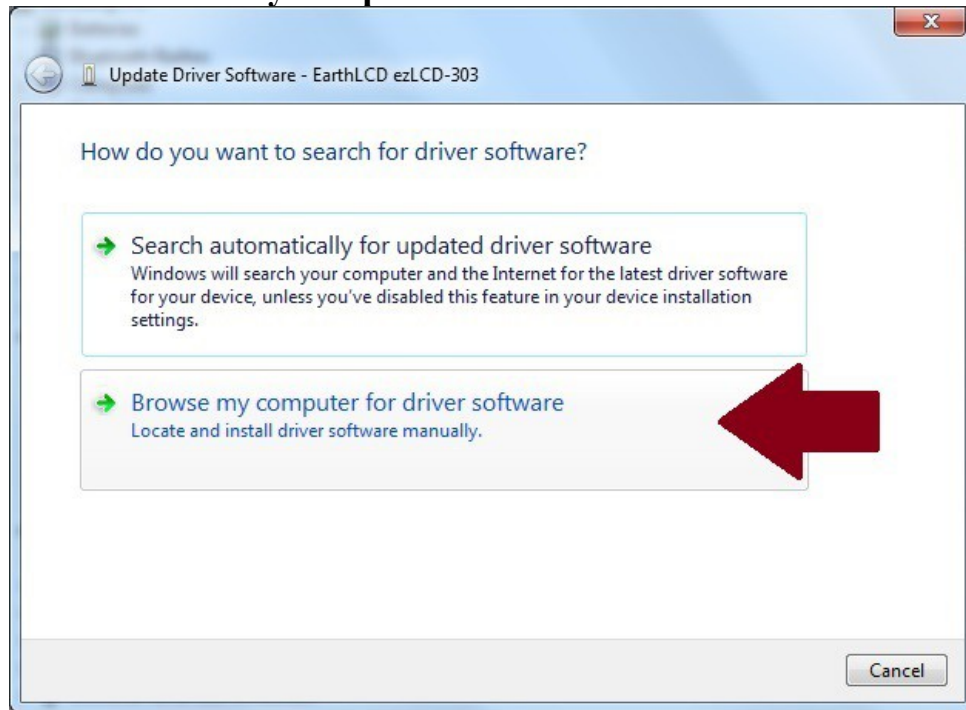 Update Driver Software - EarthLCD ezLCD-303
How do you want to search for driver software?
Search automatically for updated driver software
Windows will search your computer and the Internet for the latest driver software
for your device, unless you've disabled this feature in your device installation
settings.
Browse my computer for driver software
Locate and install driver software manually.
Cancel